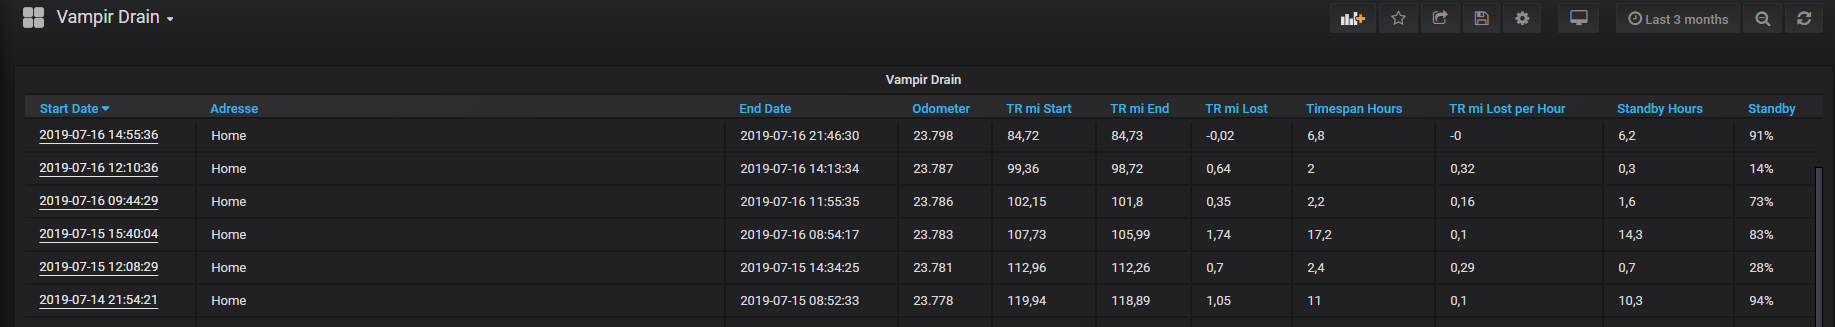 Vampir Drain
Last 3 months
Vampir Drain
Start Date Adresse End Date Odometer TR mi Start TR mi End TR mi Lost Timespan Hours TR mi Lost per Hour Standby Hours Standby
2019-07-16 14:55:36 Home 2019-07-16 21:46:30 23.798 84,72 84,73 -0,02 6,8 -0 6,2 91%
2019-07-16 12:10:36 Home 2019-07-16 14:13:34 23.787 99,36 98,72 0,64 2 0,32 0,3 14%
2019-07-16 09:44:29 Home 2019-07-16 11:55:35 23.786 102,15 101,8 0,35 2,2 0,16 1,6 73%
2019-07-15 15:40:04 Home 2019-07-16 08:54:17 23.783 107,73 105,99 1,74 17,2 0,1 14,3 83%
2019-07-15 12:08:29 Home 2019-07-15 14:34:25 23.781 112,96 112,26 0,7 2,4 0,29 0,7 28%
2019-07-14 21:54:21 Home 2019-07-15 08:52:33 23.778 119,94 118,89 1,05 11 0,1 10,3 94%